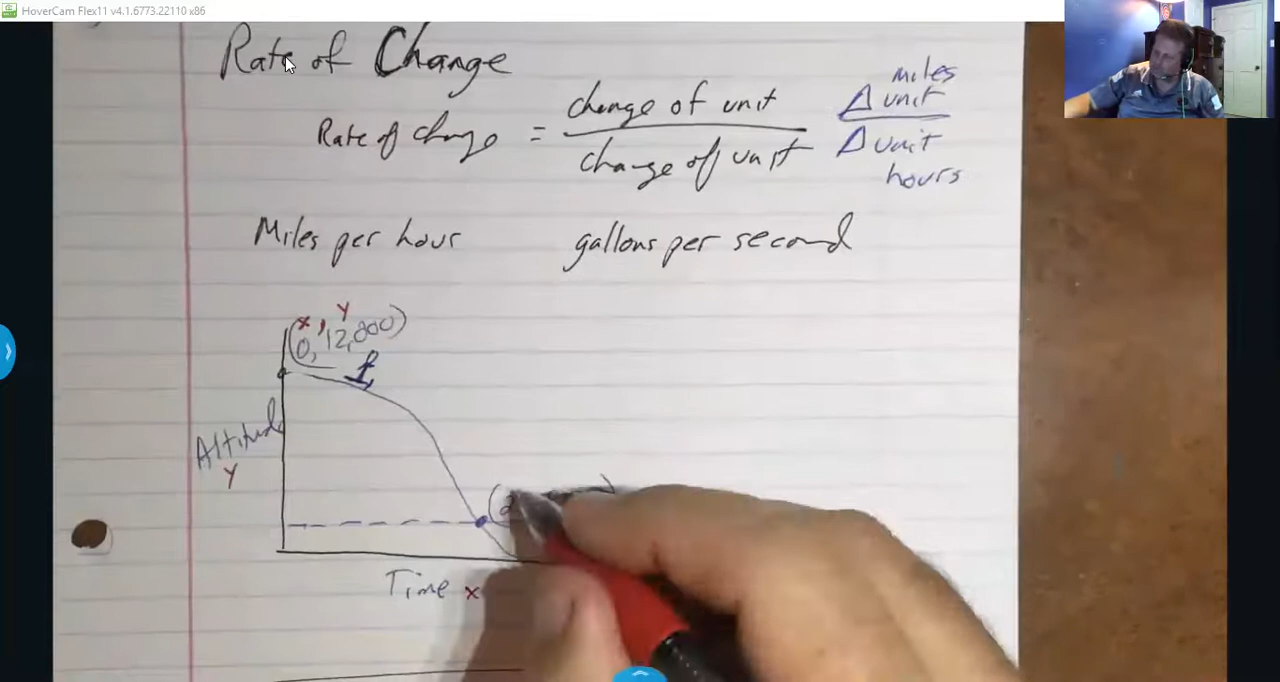 HoverCam Flex11 v4.1.6773.22110 x86
Rate of Change
Rate of change = change of unit / change of unit
miles
Δ unit
Δ unit
hours
Miles per hour gallons per second
x, y
(0, 12,000)
f
Altitude
y
Time x